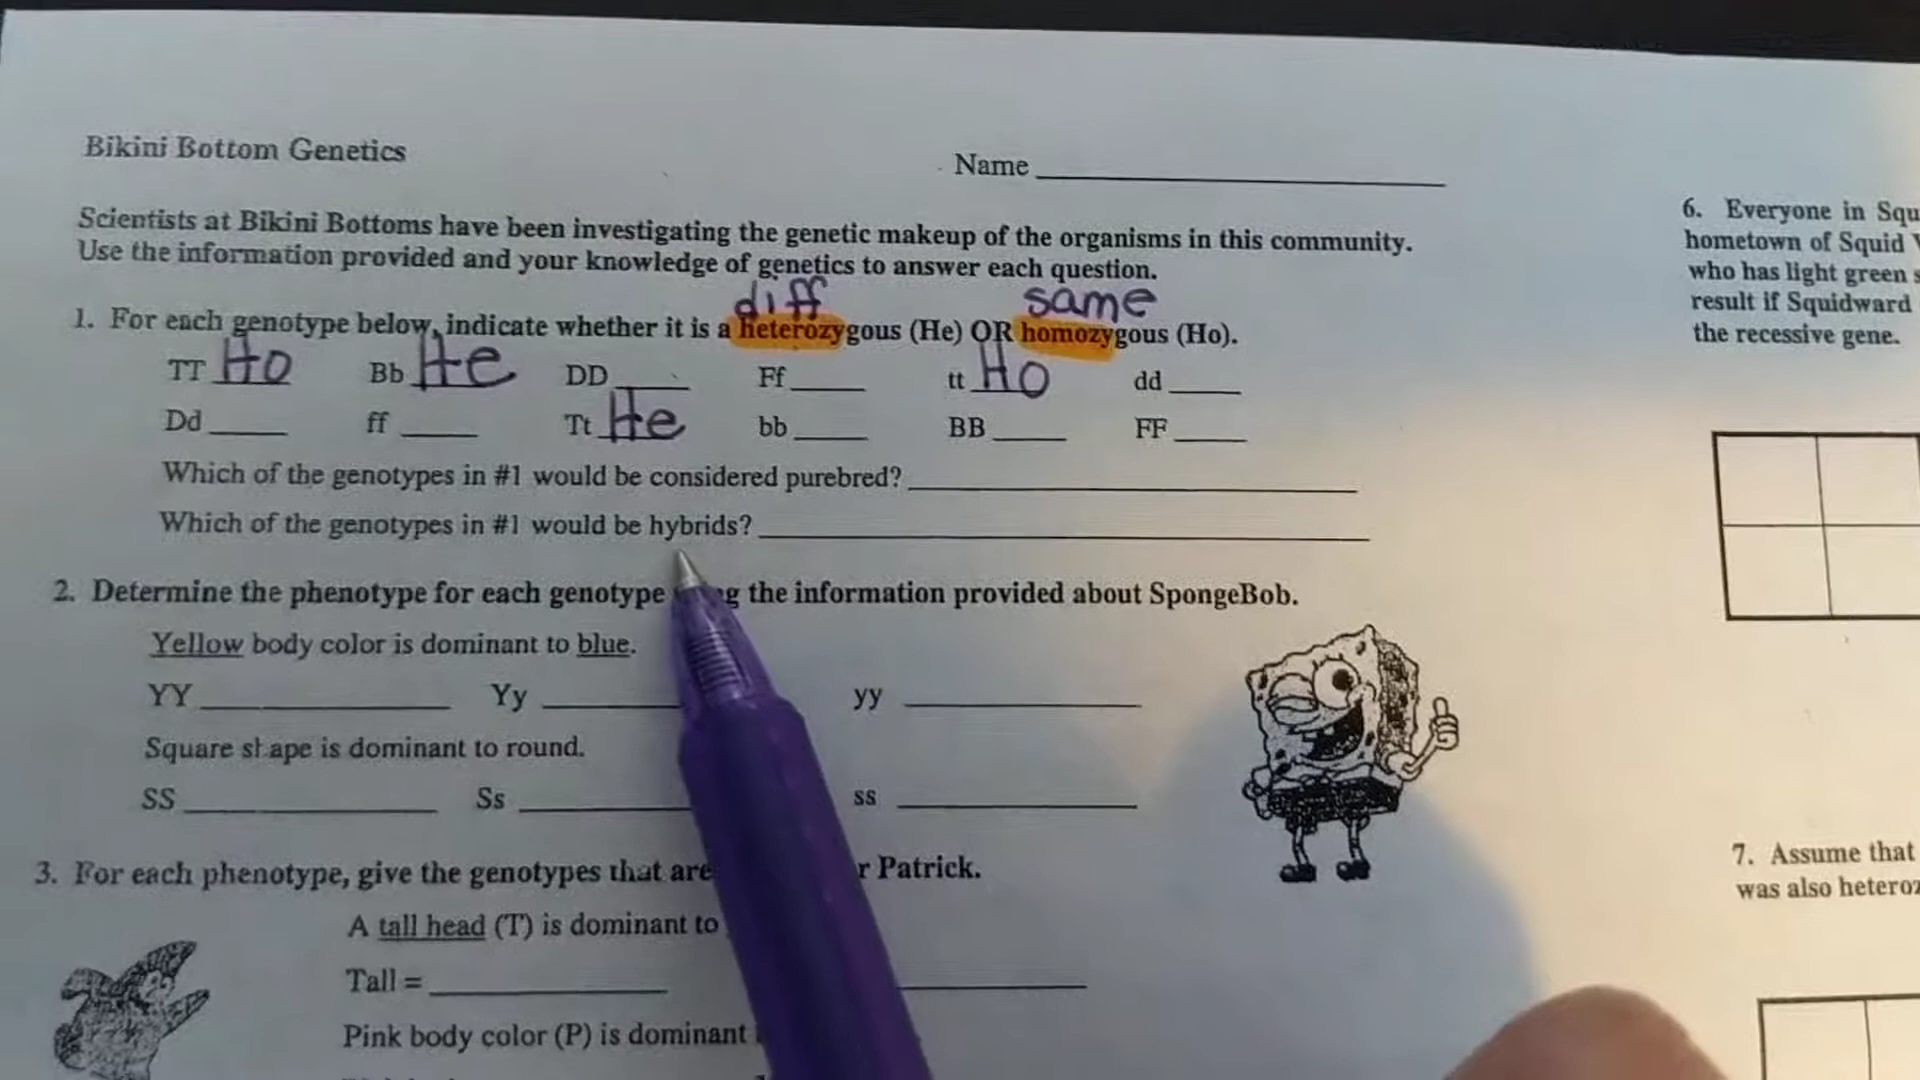 Bikini Bottom Genetics
Name
Scientists at Bikini Bottoms have been investigating the genetic makeup of the organisms in this community.
Use the information provided and your knowledge of genetics to answer each question.
diff same
1. For each genotype below, indicate whether it is a heterozygous (He) OR homozygous (Ho).
TT Ho Bb He DD Ff tt Ho dd
Dd ff Tt He bb BB FF
Which of the genotypes in #1 would be considered purebred?
Which of the genotypes in #1 would be hybrids?
2. Determine the phenotype for each genotype the information provided about SpongeBob.
Yellow body color is dominant to blue.
YY Yy yy
Square shape is dominant to round.
SS Ss ss
3. For each phenotype, give the genotypes that are Patrick.
A tall head (T) is dominant to
Tall =
Pink body color (P) is dominant
6. Everyone in Squ
hometown of Squid
who has light green s
result if Squidward
the recessive gene.
7. Assume that
was also heteroz